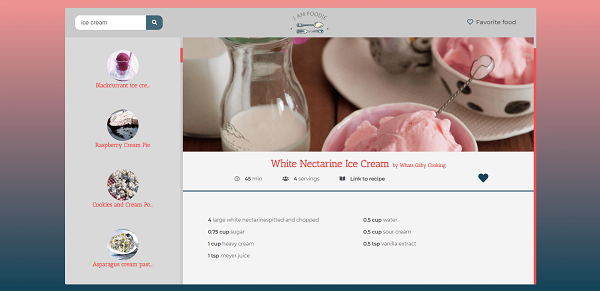 ice cream
I AM FOODIE
Favorite food
Blackcurrant ice cre..
Raspberry Cream Pie
Cookies and Cream Po..
Asparagus cream past..
White Nectarine Ice Cream by Whats Gaby Cooking
45 min
4 servings
Link to recipe
4 large white nectarinespitted and chopped
0.75 cup sugar
1 cup heavy cream
1 tsp meyer juice
0.5 cup water
0.5 cup sour cream
0.5 tsp vanilla extract